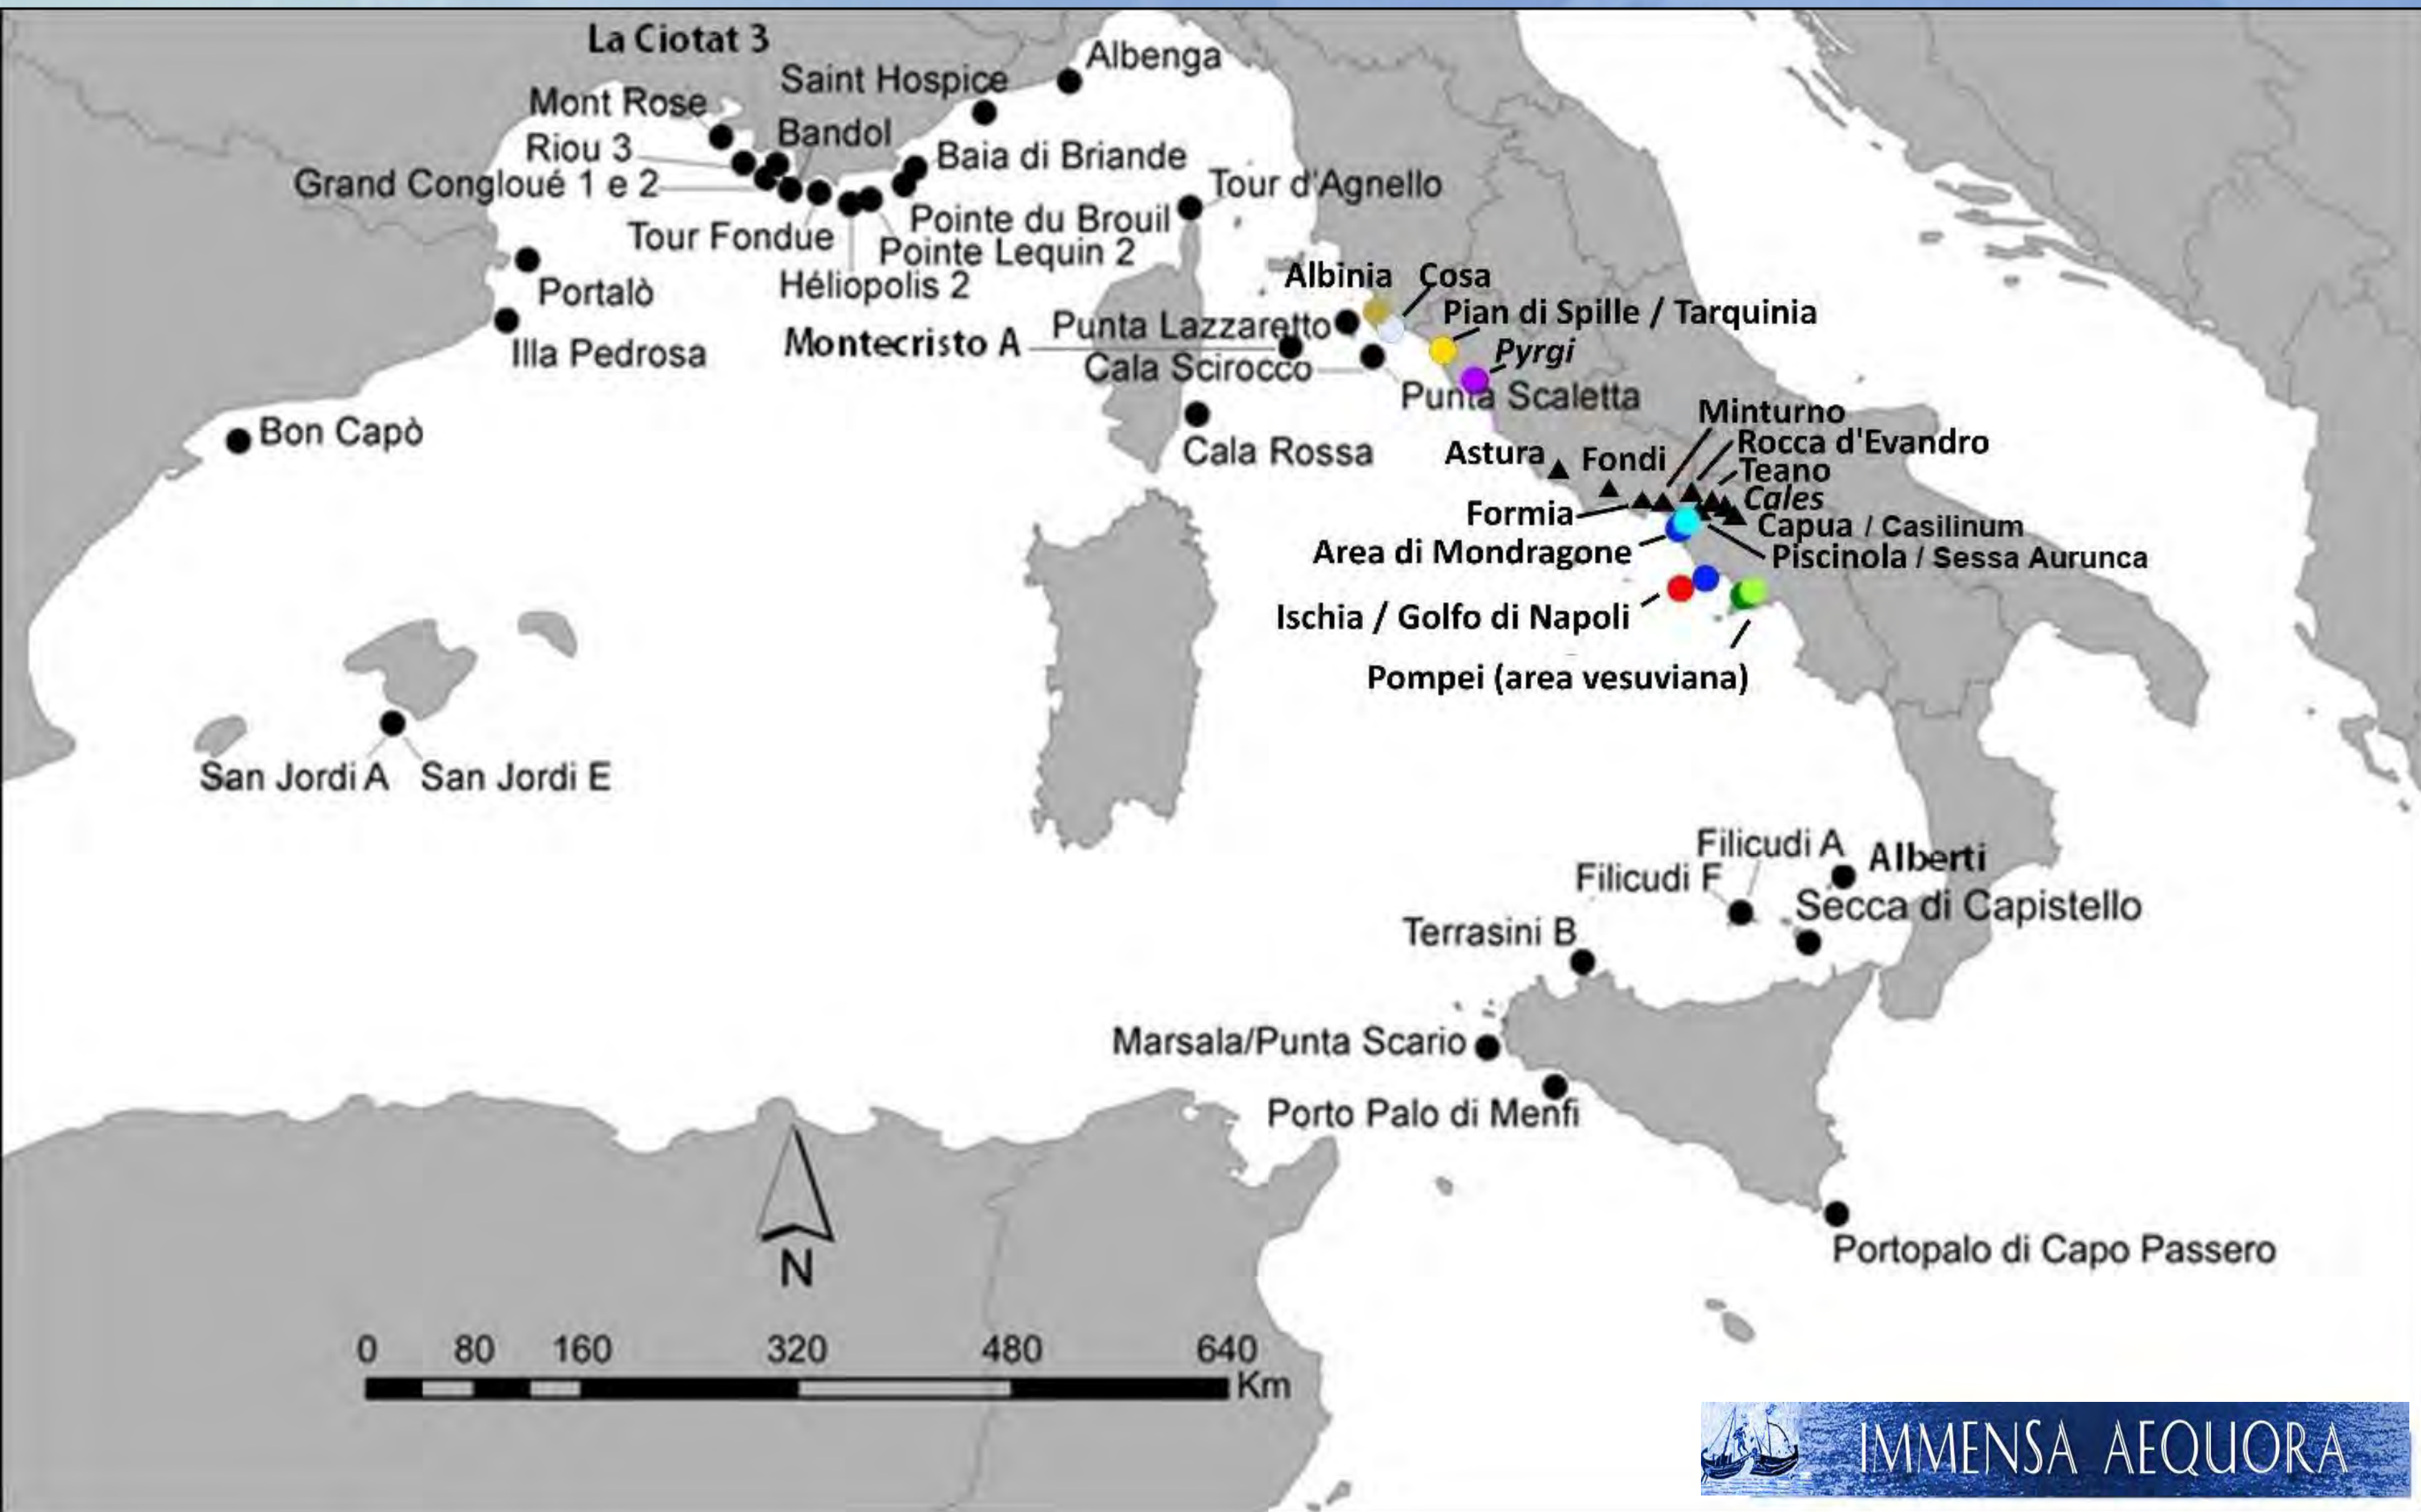 La Ciotat 3
Albenga
Saint Hospice
Mont Rose
Bandol
Riou 3
Baia di Briande
Grand Congloué 1 e 2
Tour d'Agnello
Pointe du Brouil
Tour Fondue
Pointe Lequin 2
Albinia
Cosa
Héliopolis 2
Portalò
Pian di Spille / Tarquinia
Punta Lazzaretto
Montecristo A
Illa Pedrosa
Pyrgi
Cala Scirocco
Punta Scaletta
Minturno
Bon Capò
Rocca d'Evandro
Cala Rossa
Astura
Fondi
Teano
Cales
Formia
Capua / Casilinum
Area di Mondragone
Piscinola / Sessa Aurunca
Ischia / Golfo di Napoli
Pompei (area vesuviana)
San Jordi A
San Jordi E
Filicudi A
Alberti
Filicudi F
Secca di Capistello
Terrasini B
Marsala/Punta Scario
Porto Palo di Menfi
Portopalo di Capo Passero
N
0 80 160 320 480 640
Km
IMMENSA AEQUORA